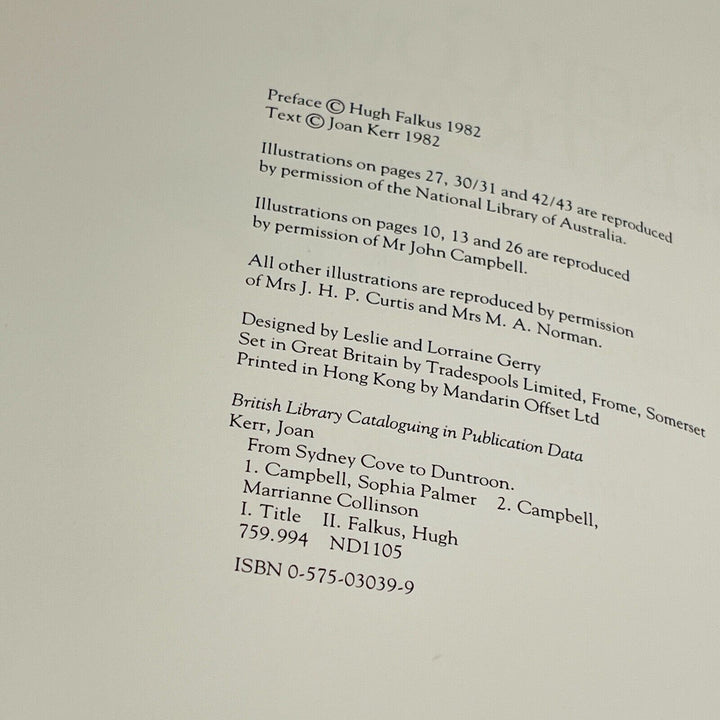 Preface © Hugh Falkus 1982
Text © Joan Kerr 1982
Illustrations on pages 27, 30/31 and 42/43 are reproduced
by permission of the National Library of Australia.
Illustrations on pages 10, 13 and 26 are reproduced
by permission of Mr John Campbell.
All other illustrations are reproduced by permission
of Mrs J. H. P. Curtis and Mrs M. A. Norman.
Designed by Leslie and Lorraine Gerry
Set in Great Britain by Tradespools Limited, Frome, Somerset
Printed in Hong Kong by Mandarin Offset Ltd
British Library Cataloguing in Publication Data
Kerr, Joan
From Sydney Cove to Duntroon.
1. Campbell, Sophia Palmer 2. Campbell,
Marrianne Collinson
I. Title II. Falkus, Hugh
759.994 ND1105
ISBN 0-575-03039-9